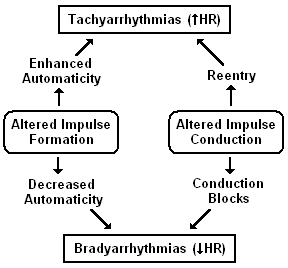 Tachyarrhythmias (↑HR)
Enhanced
Automaticity
Reentry
Altered Impulse
Formation
Altered Impulse
Conduction
Decreased
Automaticity
Conduction
Blocks
Bradyarrhythmias (↓HR)